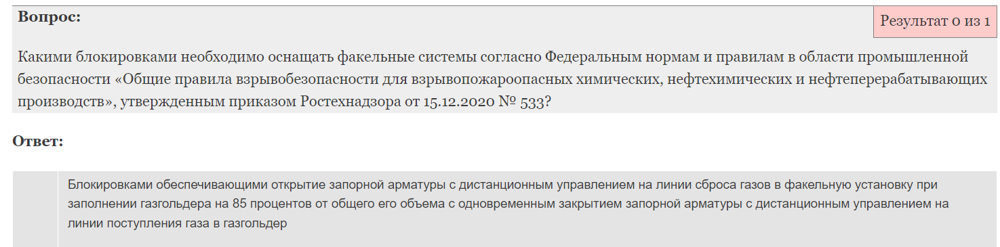 Вопрос:
Результат 0 из 1
Какими блокировками необходимо оснащать факельные системы согласно Федеральным нормам и правилам в области промышленной
безопасности «Общие правила взрывобезопасности для взрывопожароопасных химических, нефтехимических и нефтеперерабатывающих
производств», утвержденным приказом Ростехнадзора от 15.12.2020 № 533?
Ответ:
Блокировками обеспечивающими открытие запорной арматуры с дистанционным управлением на линии сброса газов в факельную установку при
заполнении газгольдера на 85 процентов от общего его объема с одновременным закрытием запорной арматуры с дистанционным управлением на
линии поступления газа в газгольдер